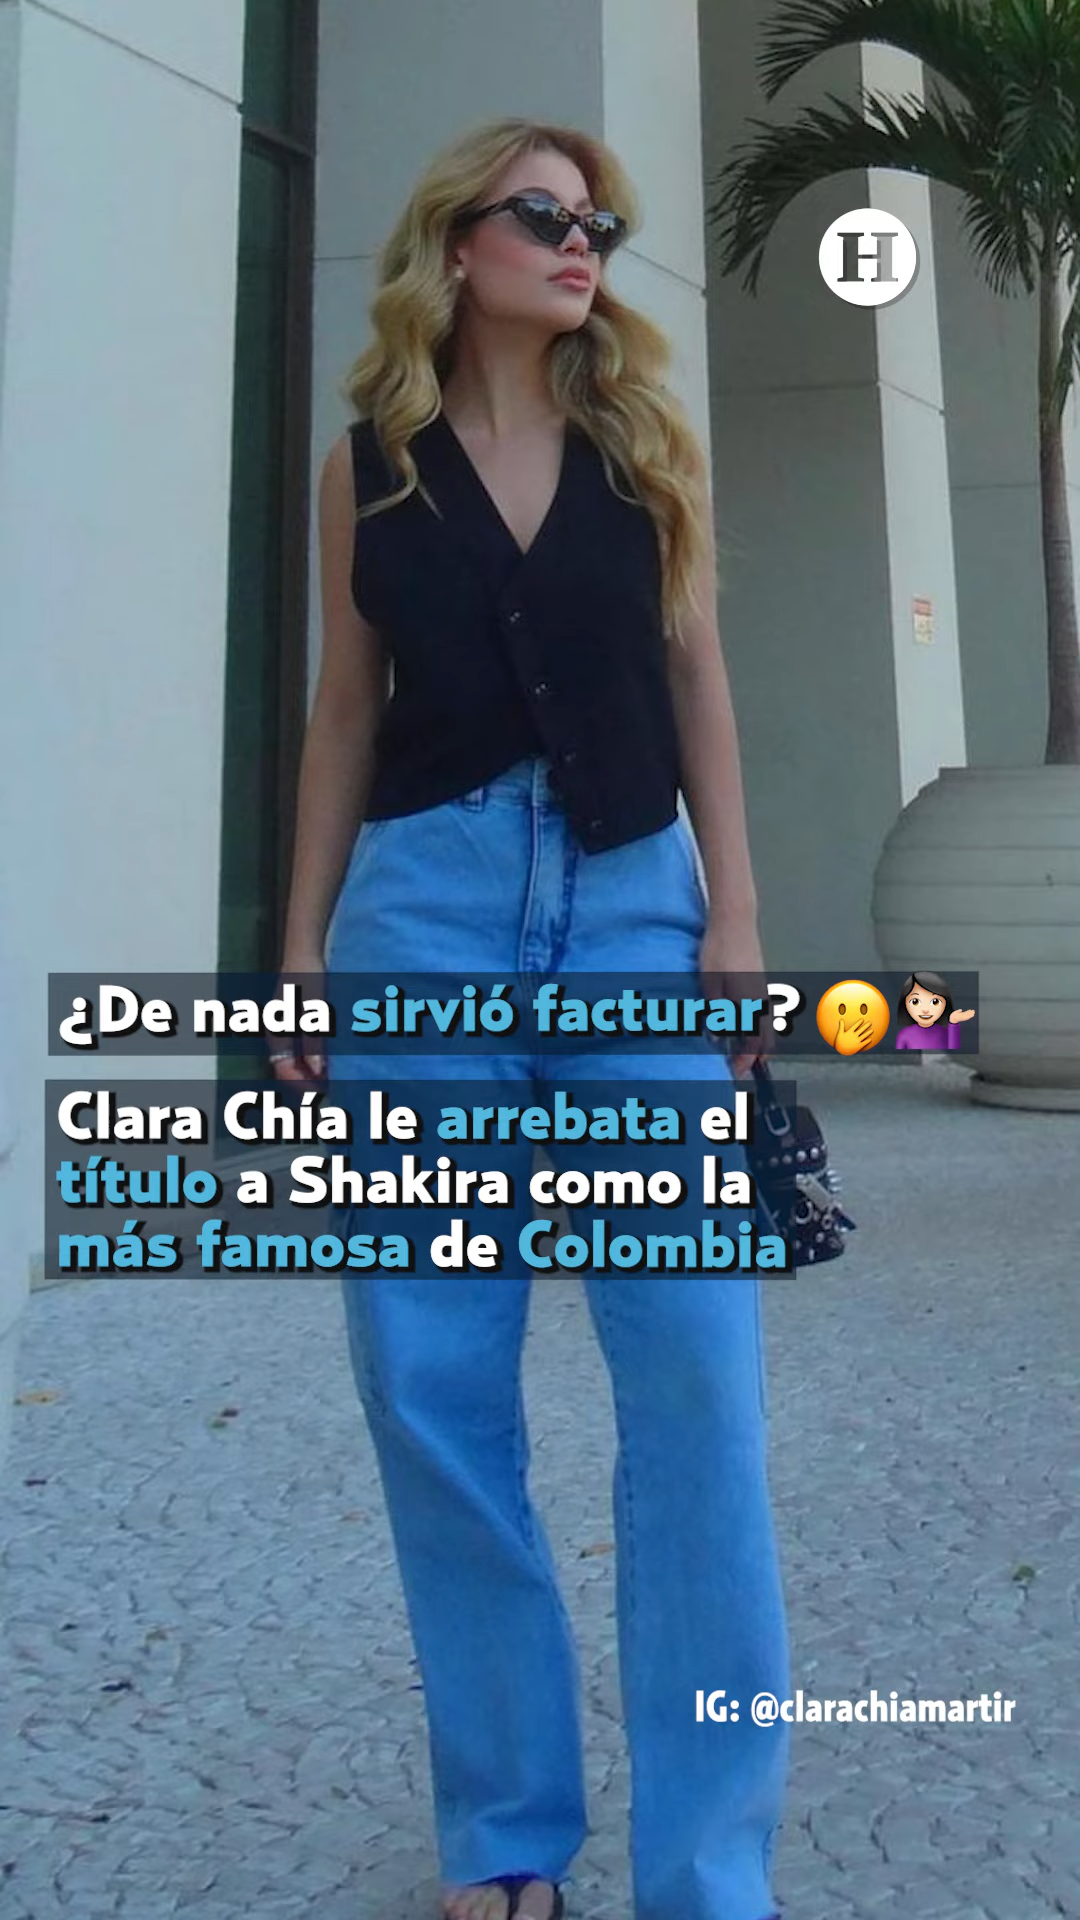 H
¿De nada sirvió facturar? 🫢💁🏻‍♀️
Clara Chía le arrebata el
título a Shakira como la
más famosa de Colombia
IG: @clarachiamartir